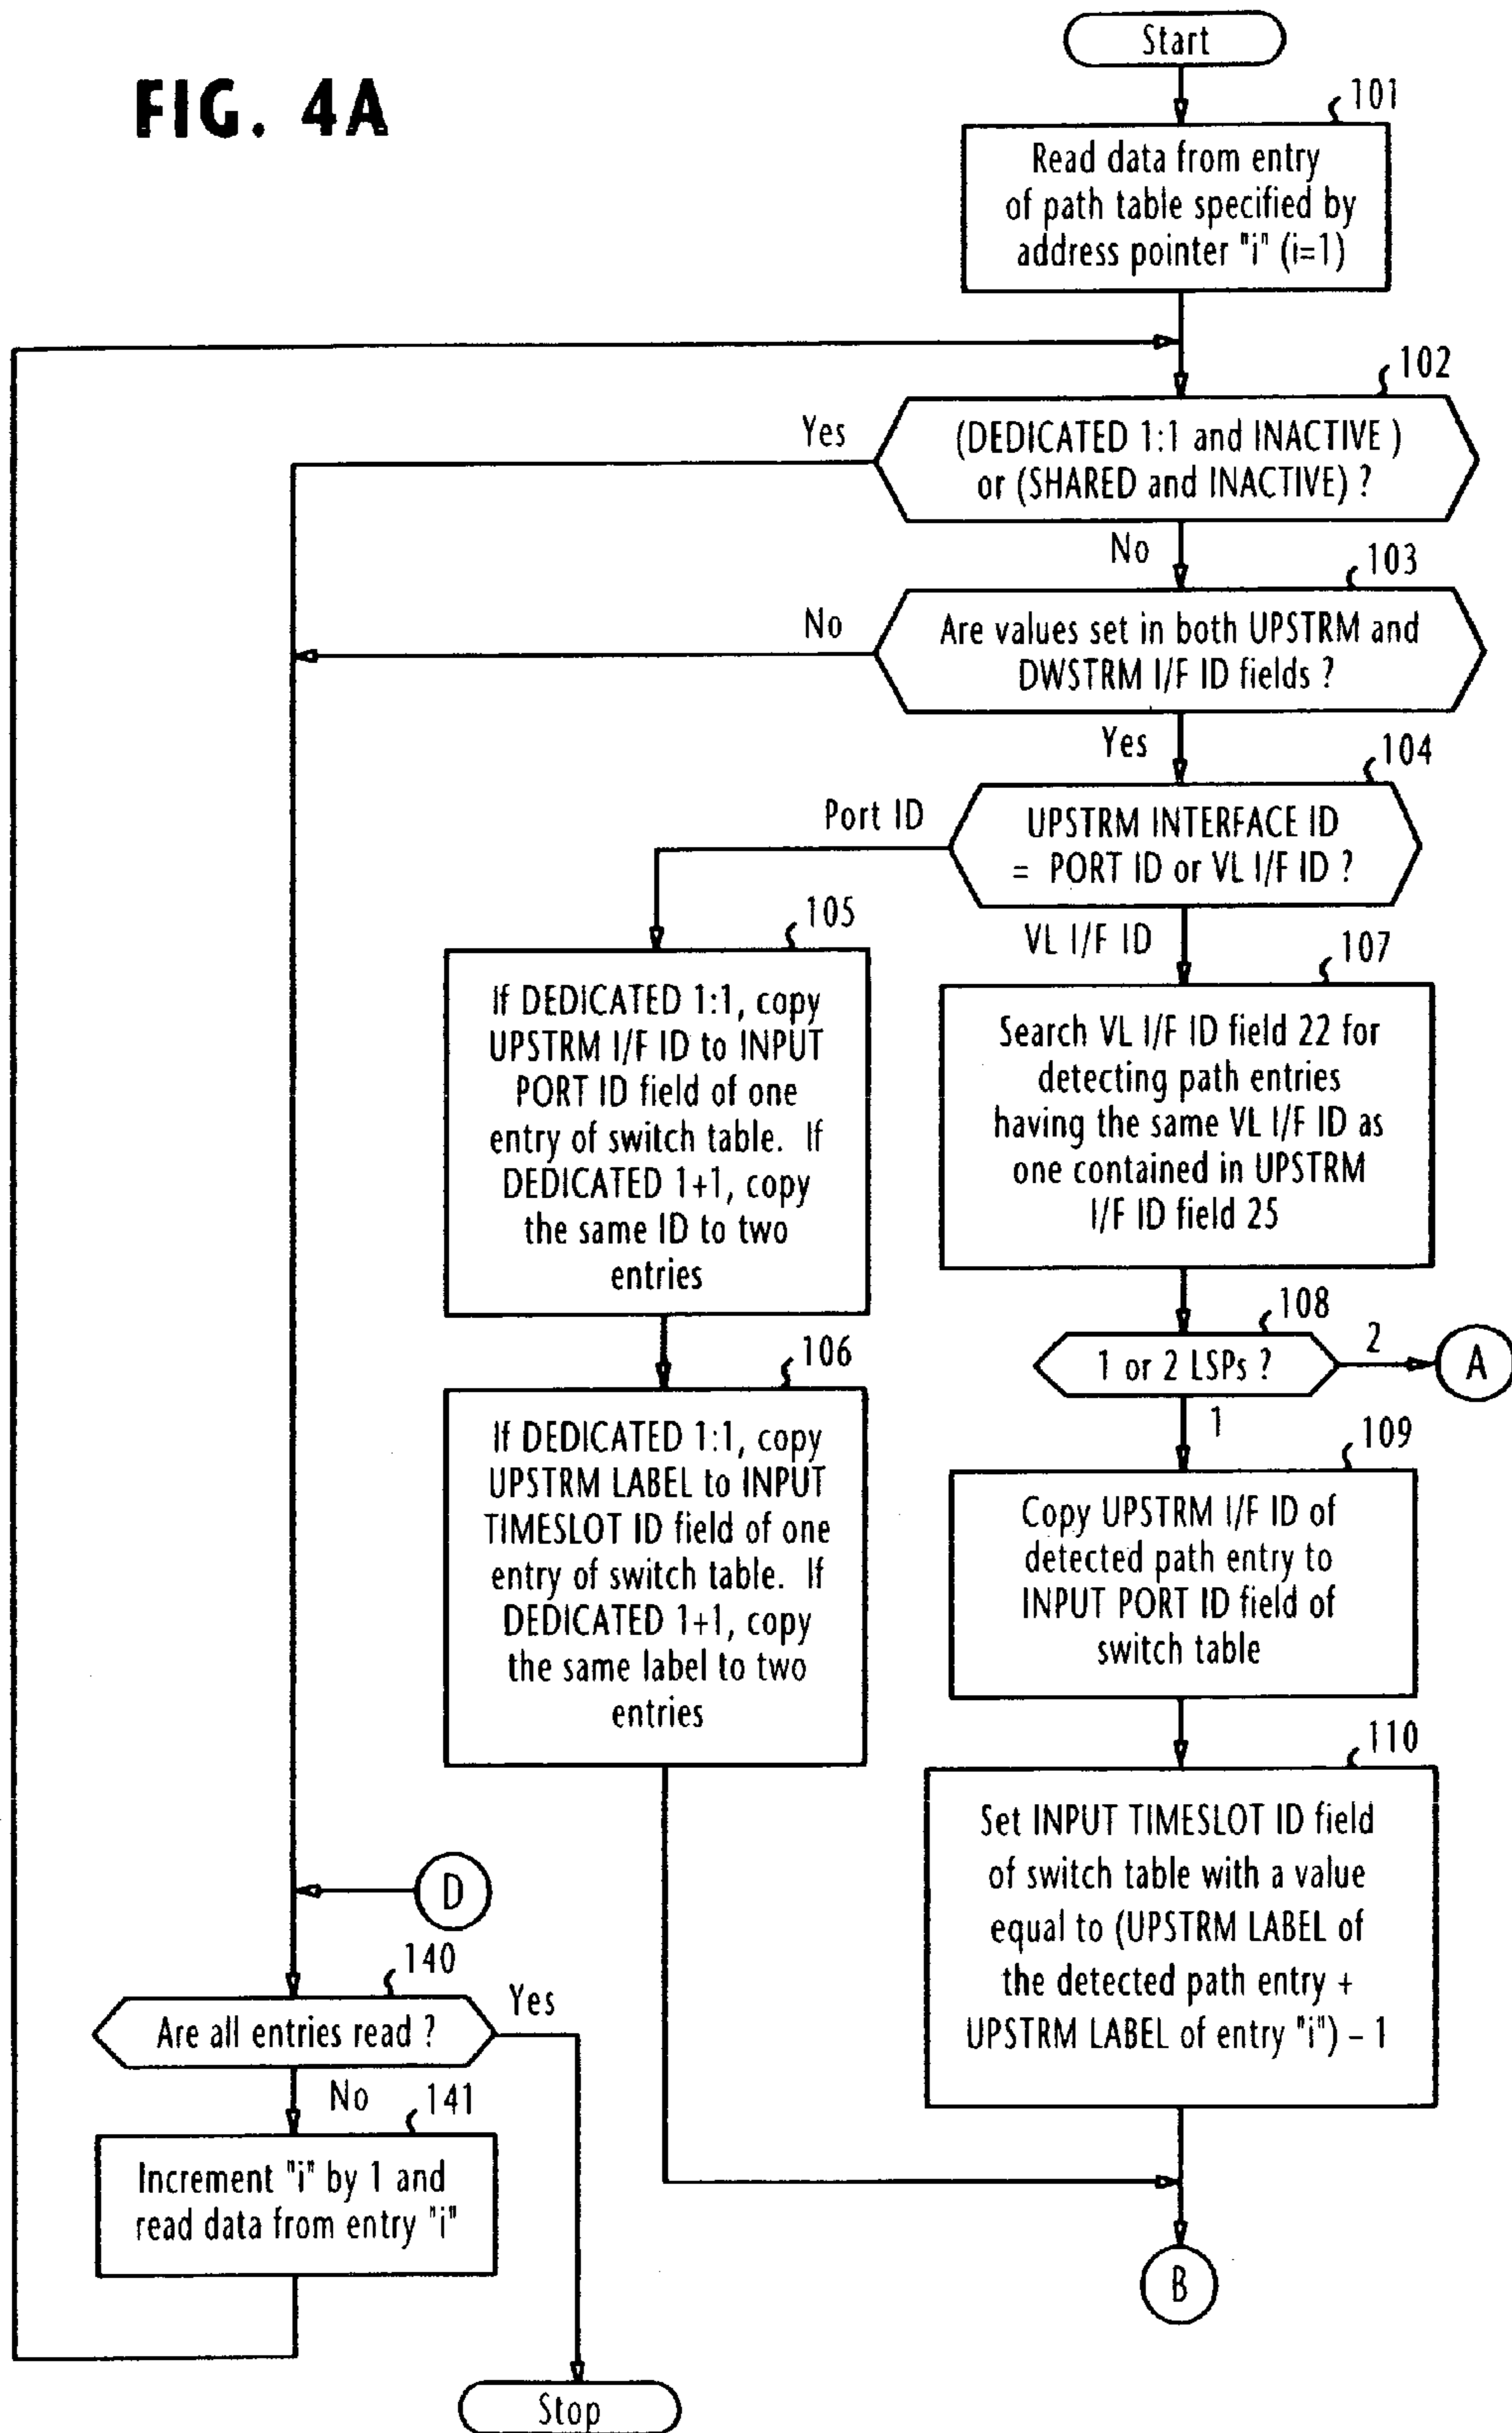 FIG. 4A
Start
101
Read data from entry
of path table specified by
address pointer "i" (i=1)
102
(DEDICATED 1:1 and INACTIVE )
or (SHARED and INACTIVE) ?
Yes
No
103
Are values set in both UPSTRM and
DWSTRM I/F ID fields ?
No
Yes
104
UPSTRM INTERFACE ID
= PORT ID or VL I/F ID ?
Port ID
VL I/F ID
105
If DEDICATED 1:1, copy
UPSTRM I/F ID to INPUT
PORT ID field of one
entry of switch table. If
DEDICATED 1+1, copy
the same ID to two
entries
106
If DEDICATED 1:1, copy
UPSTRM LABEL to INPUT
TIMESLOT ID field of one
entry of switch table. If
DEDICATED 1+1, copy
the same label to two
entries
107
Search VL I/F ID field 22 for
detecting path entries
having the same VL I/F ID as
one contained in UPSTRM
I/F ID field 25
108
1 or 2 LSPs ?
2
A
1
109
Copy UPSTRM I/F ID of
detected path entry to
INPUT PORT ID field of
switch table
110
Set INPUT TIMESLOT ID field
of switch table with a value
equal to (UPSTRM LABEL of
the detected path entry +
UPSTRM LABEL of entry "i") – 1
B
D
140
Are all entries read ?
Yes
No
141
Increment "i" by 1 and
read data from entry "i"
Stop